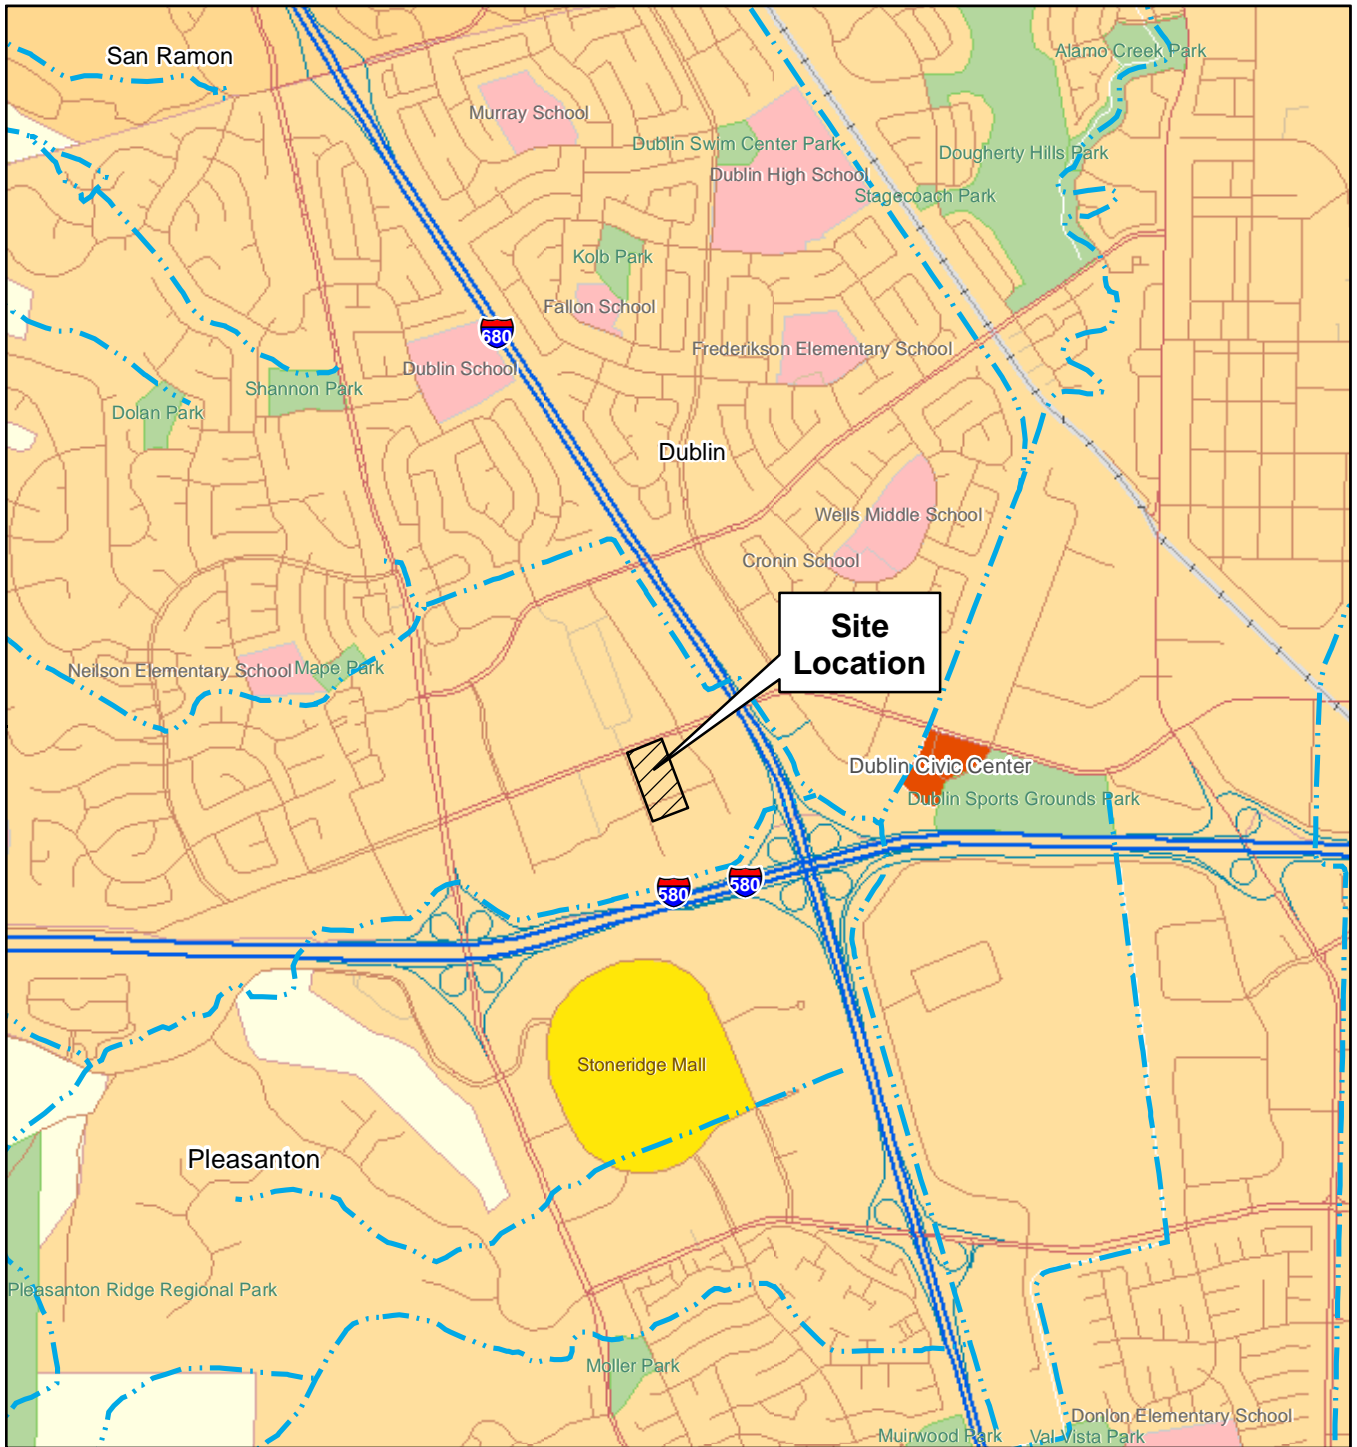 Alamo Creek Park
San Ramon
Murray School
Dublin Swim Center Park
Dougherty Hills Park
Dublin High School
Stagecoach Park
Kolb Park
Fallon School
680
Frederikson Elementary School
Dublin School
Shannon Park
Dolan Park
Dublin
Wells Middle School
Cronin School
Site
Location
Neilson Elementary School
Mape Park
Dublin Civic Center
Dublin Sports Grounds Park
580
580
Stoneridge Mall
Pleasanton
Pleasanton Ridge Regional Park
Moller Park
Donlon Elementary School
Muirwood Park
Val Vista Park